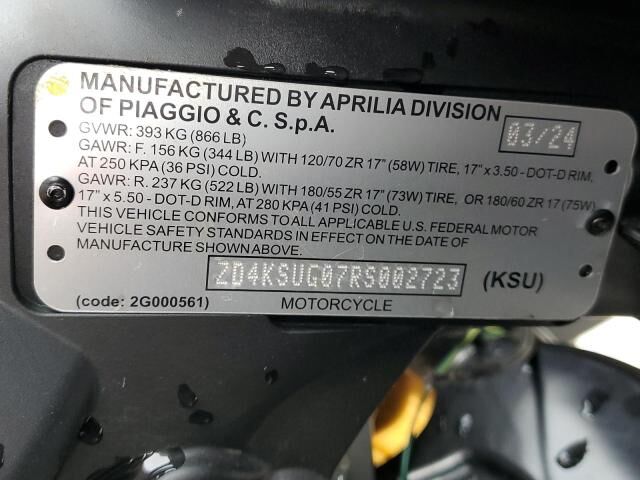 MANUFACTURED BY APRILIA DIVISION
OF PIAGGIO & C. S.p.A.
03/24
GVWR: 393 KG (866 LB)
GAWR: F. 156 KG (344 LB) WITH 120/70 ZR 17" (58W) TIRE, 17" x 3.50 - DOT-D RIM,
AT 250 KPA (36 PSI) COLD.
GAWR: R. 237 KG (522 LB) WITH 180/55 ZR 17" (73W) TIRE, OR 180/60 ZR 17 (75W)
17" x 5.50 - DOT-D RIM, AT 280 KPA (41 PSI) COLD.
THIS VEHICLE CONFORMS TO ALL APPLICABLE U.S. FEDERAL MOTOR
VEHICLE SAFETY STANDARDS IN EFFECT ON THE DATE OF
MANUFACTURE SHOWN ABOVE.
ZD4KSUG07RS002723 (KSU)
(code: 2G000561) MOTORCYCLE